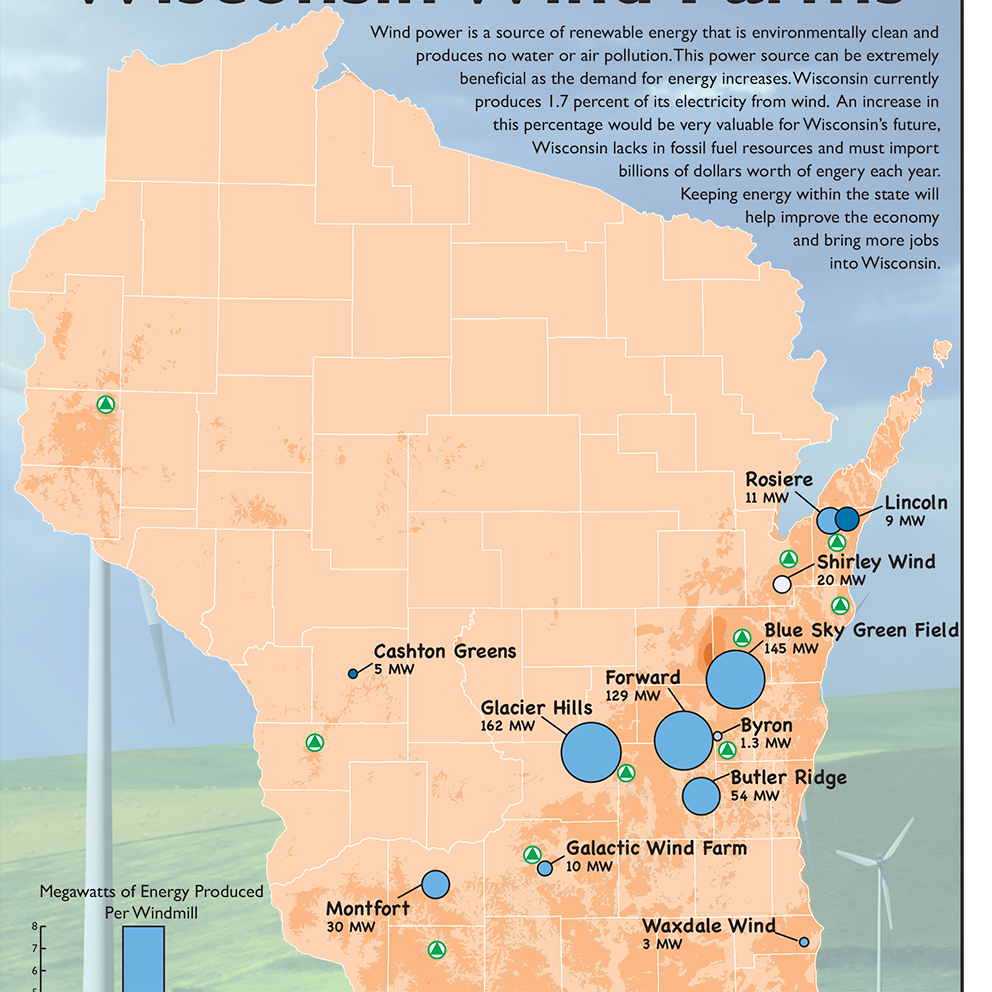 Wisconsin Wind Farms
Wind power is a source of renewable energy that is environmentally clean and
produces no water or air pollution. This power source can be extremely
beneficial as the demand for energy increases. Wisconsin currently
produces 1.7 percent of its electricity from wind. An increase in
this percentage would be very valuable for Wisconsin's future,
Wisconsin lacks in fossil fuel resources and must import
billions of dollars worth of engery each year.
Keeping energy within the state will
help improve the economy
and bring more jobs
into Wisconsin.
Rosiere
11 MW
Lincoln
9 MW
Shirley Wind
20 MW
Blue Sky Green Field
145 MW
Cashton Greens
5 MW
Forward
129 MW
Glacier Hills
162 MW
Byron
1.3 MW
Butler Ridge
54 MW
Galactic Wind Farm
10 MW
Montfort
30 MW
Waxdale Wind
3 MW
Megawatts of Energy Produced
Per Windmill
8
7
6
5